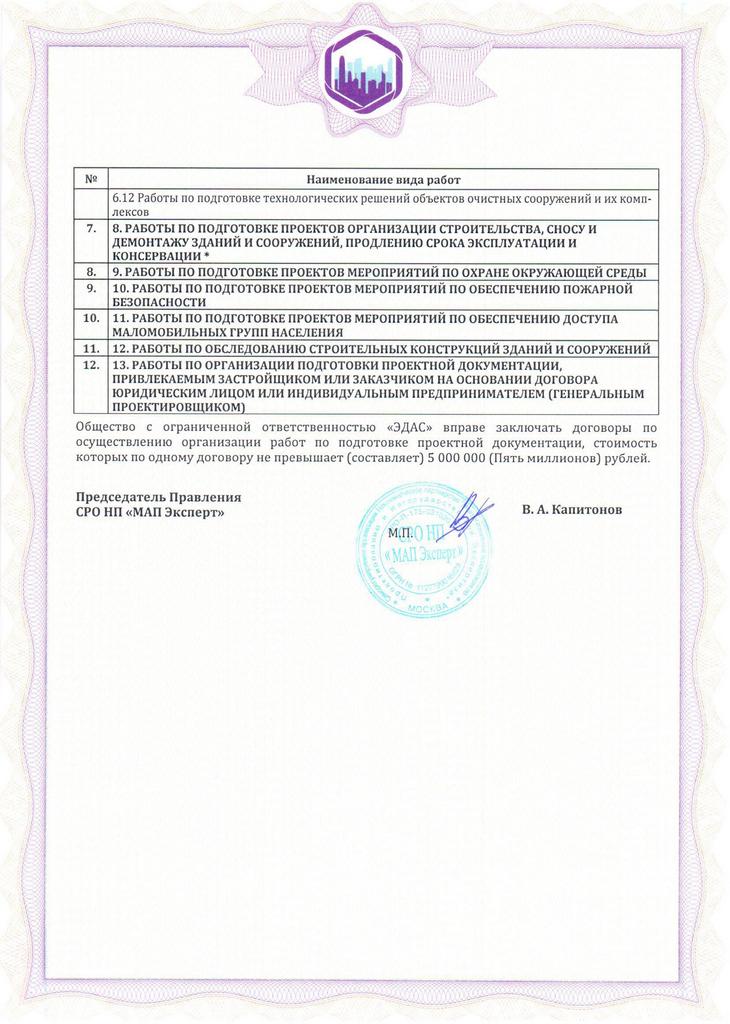 № Наименование вида работ
6.12 Работы по подготовке технологических решений объектов очистных сооружений и их комп-
лексов
7. 8. РАБОТЫ ПО ПОДГОТОВКЕ ПРОЕКТОВ ОРГАНИЗАЦИИ СТРОИТЕЛЬСТВА, СНОСУ И
ДЕМОНТАЖУ ЗДАНИЙ И СООРУЖЕНИЙ, ПРОДЛЕНИЮ СРОКА ЭКСПЛУАТАЦИИ И
КОНСЕРВАЦИИ *
8. 9. РАБОТЫ ПО ПОДГОТОВКЕ ПРОЕКТОВ МЕРОПРИЯТИЙ ПО ОХРАНЕ ОКРУЖАЮЩЕЙ СРЕДЫ
9. 10. РАБОТЫ ПО ПОДГОТОВКЕ ПРОЕКТОВ МЕРОПРИЯТИЙ ПО ОБЕСПЕЧЕНИЮ ПОЖАРНОЙ
БЕЗОПАСНОСТИ
10. 11. РАБОТЫ ПО ПОДГОТОВКЕ ПРОЕКТОВ МЕРОПРИЯТИЙ ПО ОБЕСПЕЧЕНИЮ ДОСТУПА
МАЛОМОБИЛЬНЫХ ГРУПП НАСЕЛЕНИЯ
11. 12. РАБОТЫ ПО ОБСЛЕДОВАНИЮ СТРОИТЕЛЬНЫХ КОНСТРУКЦИЙ ЗДАНИЙ И СООРУЖЕНИЙ
12. 13. РАБОТЫ ПО ОРГАНИЗАЦИИ ПОДГОТОВКИ ПРОЕКТНОЙ ДОКУМЕНТАЦИИ,
ПРИВЛЕКАЕМЫМ ЗАСТРОЙЩИКОМ ИЛИ ЗАКАЗЧИКОМ НА ОСНОВАНИИ ДОГОВОРА
ЮРИДИЧЕСКИМ ЛИЦОМ ИЛИ ИНДИВИДУАЛЬНЫМ ПРЕДПРИНИМАТЕЛЕМ (ГЕНЕРАЛЬНЫМ
ПРОЕКТИРОВЩИКОМ)
Общество с ограниченной ответственностью «ЭДАС» вправе заключать договоры по
осуществлению организации работ по подготовке проектной документации, стоимость
которых по одному договору не превышает (составляет) 5 000 000 (Пять миллионов) рублей.
Председатель Правления
СРО НП «МАП Эксперт»
В. А. Капитонов
М.П.
СРО НП
«МАП Эксперт»
МОСКВА